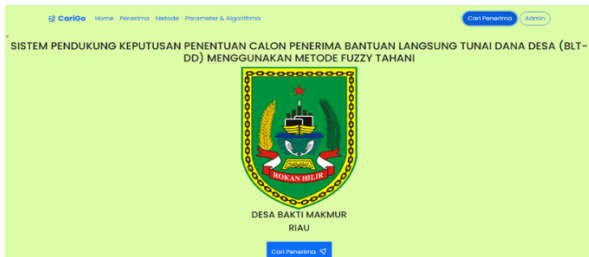 CariGo Home Penerima Metode Parameter & Algorithma Cari Penerima Admin
SISTEM PENDUKUNG KEPUTUSAN PENENTUAN CALON PENERIMA BANTUAN LANGSUNG TUNAI DANA DESA (BLT-
DD) MENGGUNAKAN METODE FUZZY TAHANI
ROKAN HILIR
DESA BAKTI MAKMUR
RIAU
Cari Penerima